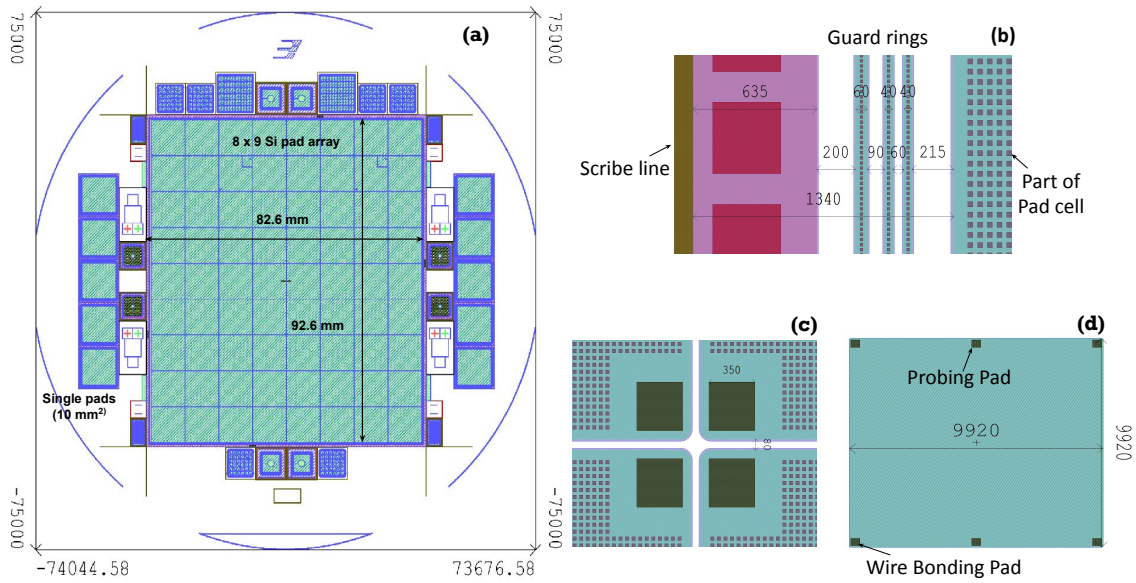 75000
75000
(a)
8 x 9 Si pad array
82.6 mm
92.6 mm
Single pads
(10 mm²)
-75000
-75000
-74044.58
73676.58
Guard rings
(b)
635
60
40
40
200
90
60
215
1340
Scribe line
Part of
Pad cell
(c)
350
80
(d)
Probing Pad
9920
9920
Wire Bonding Pad